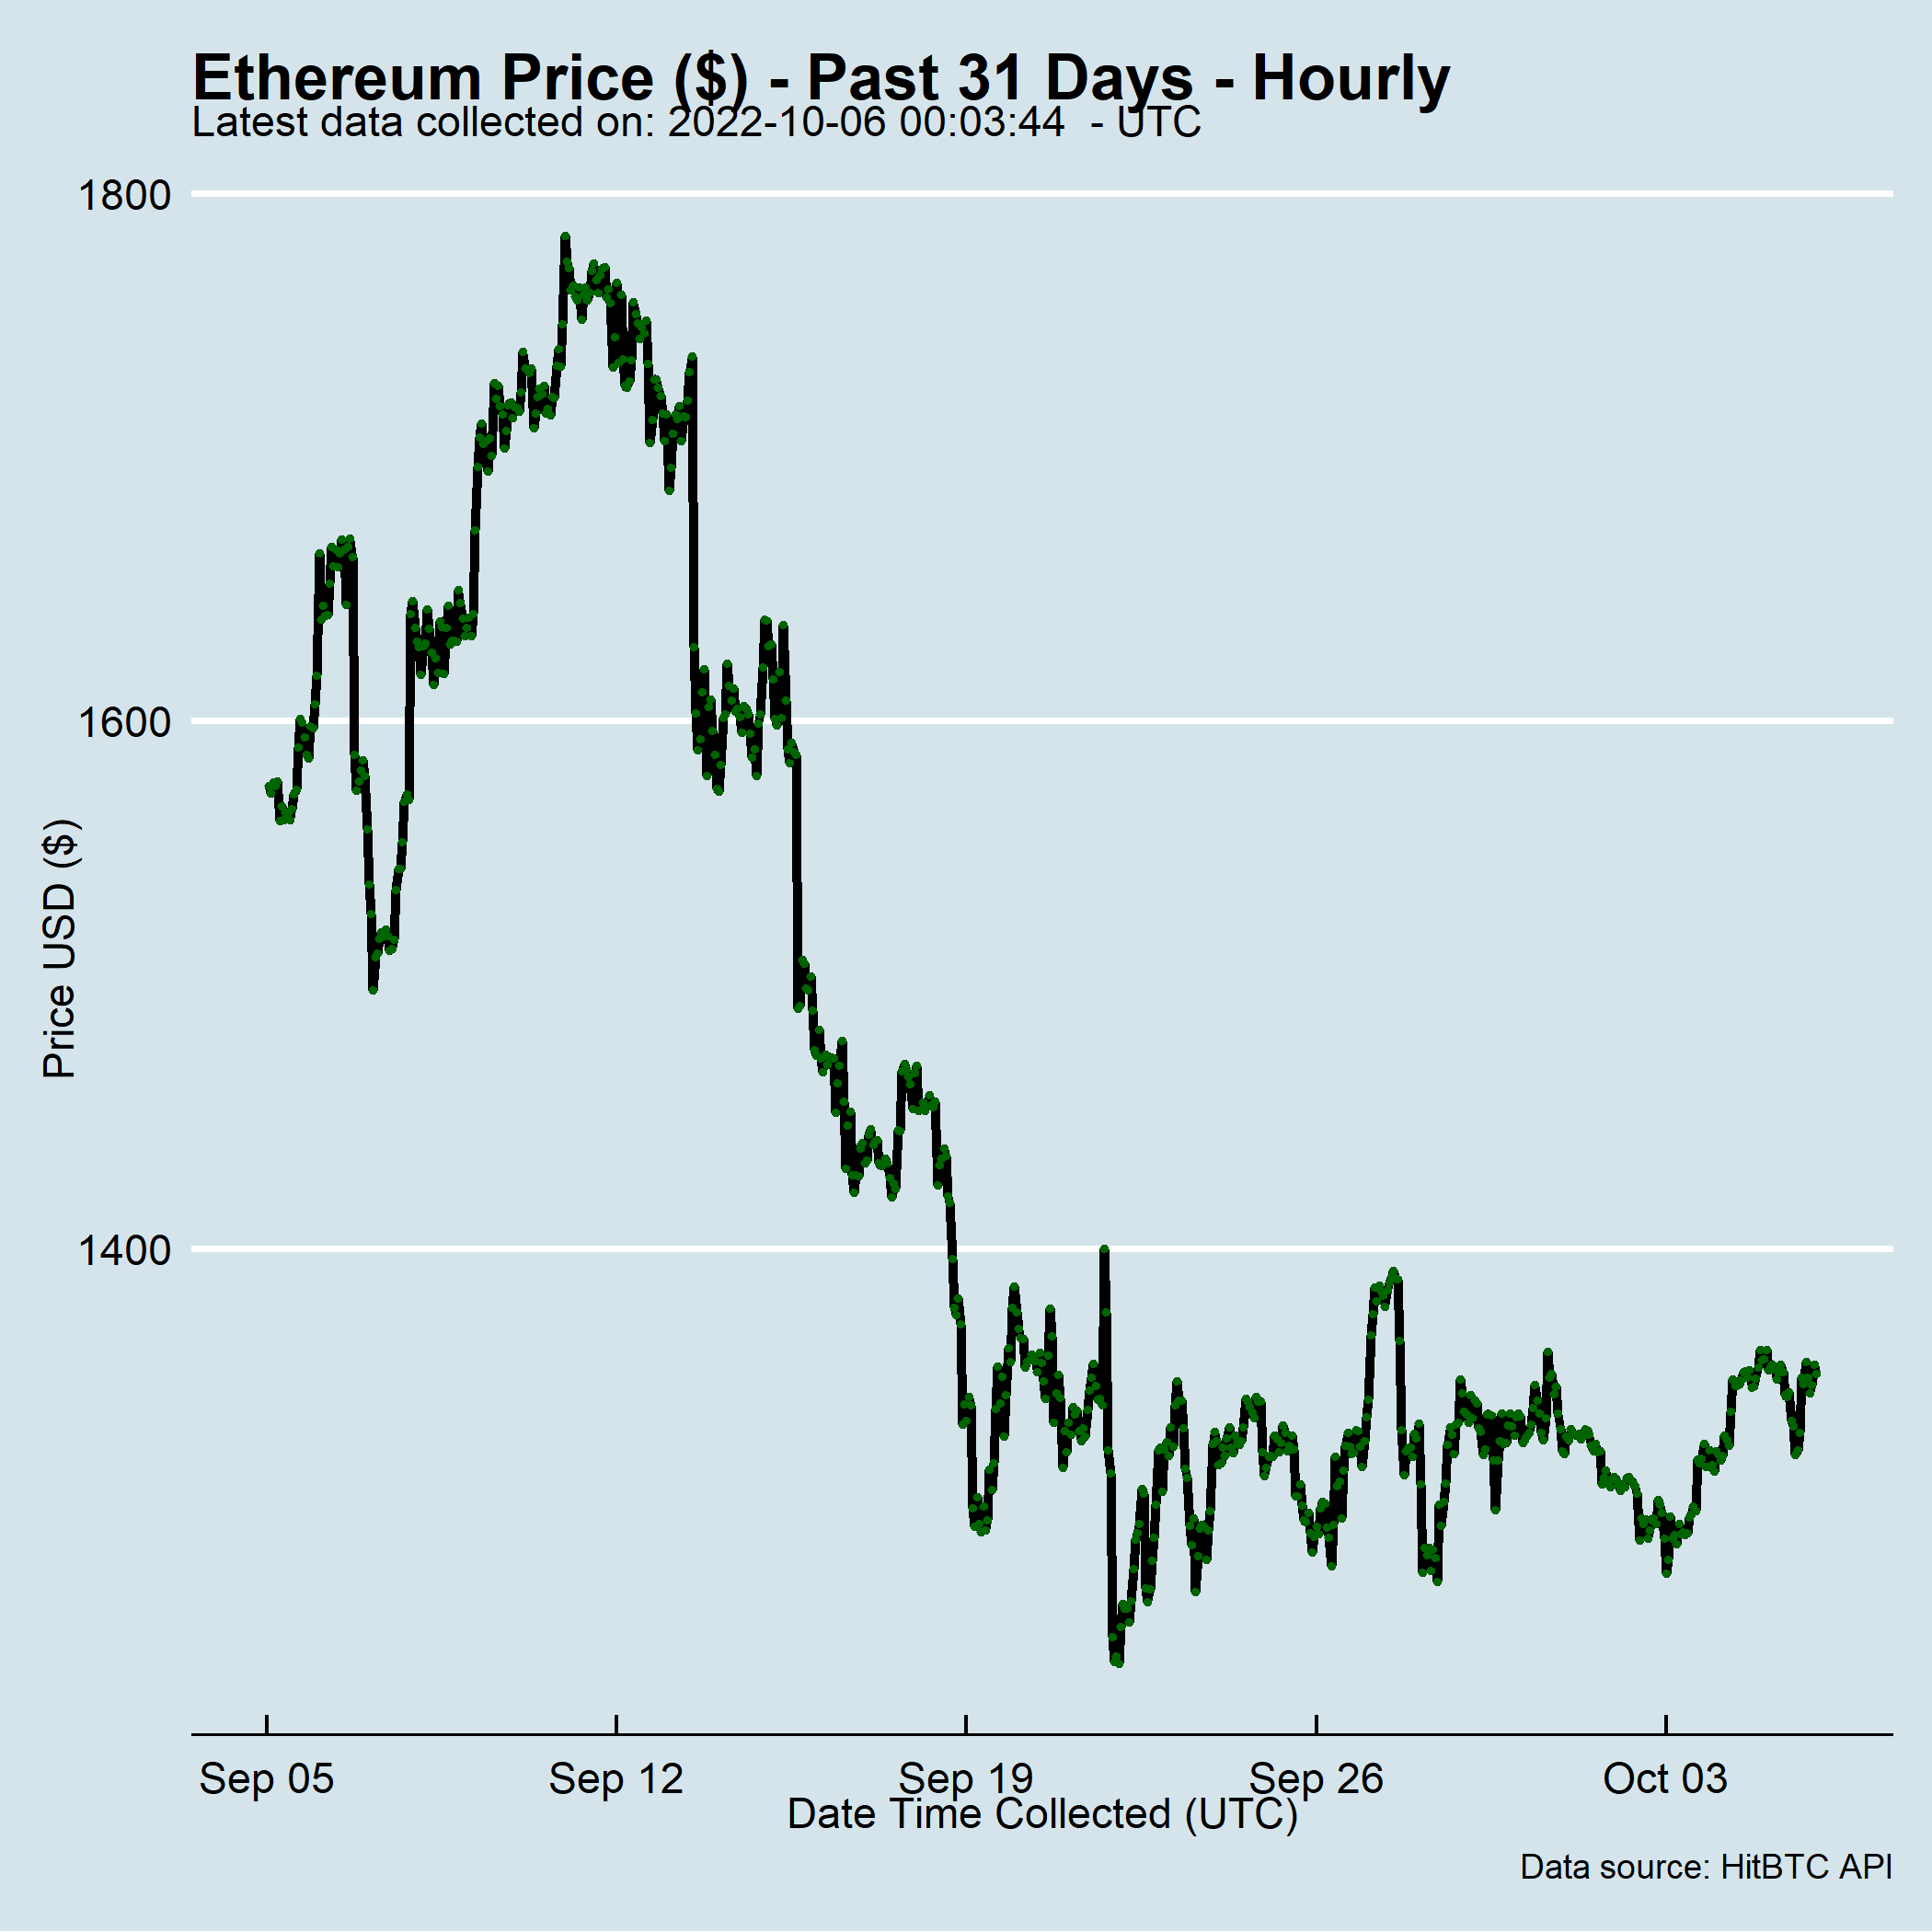 Ethereum Price ($) - Past 31 Days - Hourly
Latest data collected on: 2022-10-06 00:03:44  - UTC
1800
1600
1400
Price USD ($)
Sep 05 Sep 12 Sep 19 Sep 26 Oct 03
Date Time Collected (UTC)
Data source: HitBTC API